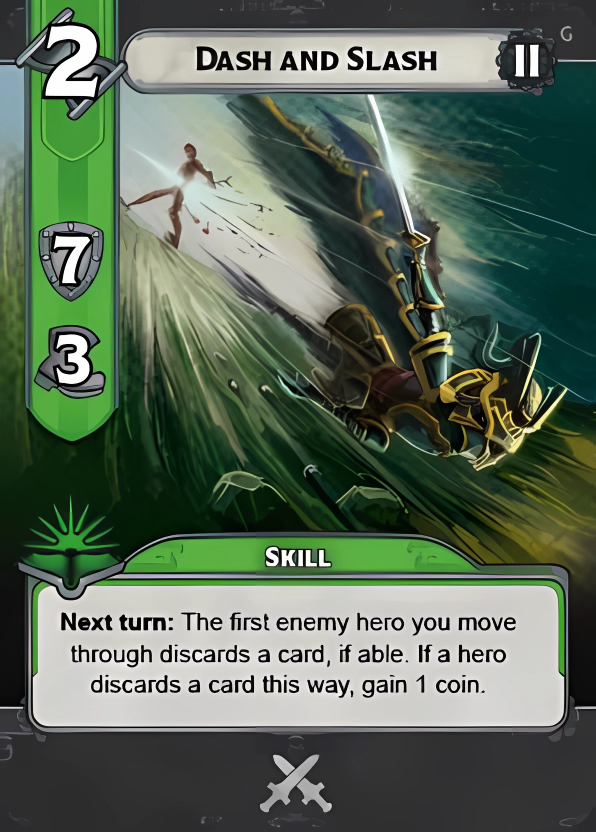 2
DASH AND SLASH
II
G
7
3
SKILL
Next turn: The first enemy hero you move
through discards a card, if able. If a hero
discards a card this way, gain 1 coin.